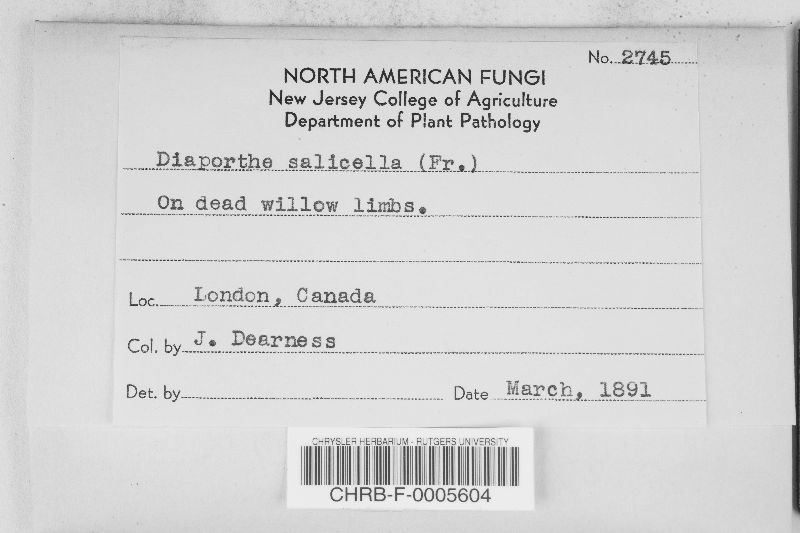 No. 2745
NORTH AMERICAN FUNGI
New Jersey College of Agriculture
Department of Plant Pathology
Diaporthe salicella (Fr.)
On dead willow limbs.
Loc. London, Canada
Col. by J. Dearness
Det. by
Date March, 1891
CHRYSLER HERBARIUM - RUTGERS UNIVERSITY
CHRB-F-0005604